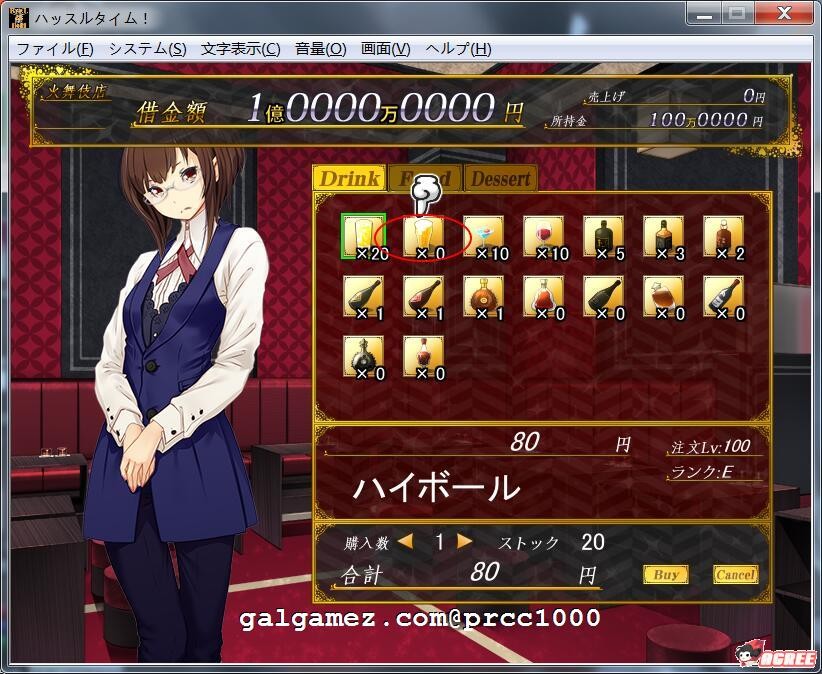 ハッスルタイム！
ファイル(F) システム(S) 文字表示(C) 音量(O) 画面(V) ヘルプ(H)
火舞伎店
借金額 1億0000万0000円
売上げ 0円
所持金 100万0000円
Drink Food Dessert
×20 ×0 ×10 ×10 ×5 ×3 ×2
×1 ×1 ×1 ×0 ×0 ×0 ×0
×0 ×0
80 円
注文Lv:100
ハイボール
ランク:E
購入数 1 ストック 20
合計 80 円
Buy Cancel
galgamez.com@prcc1000
AGREE